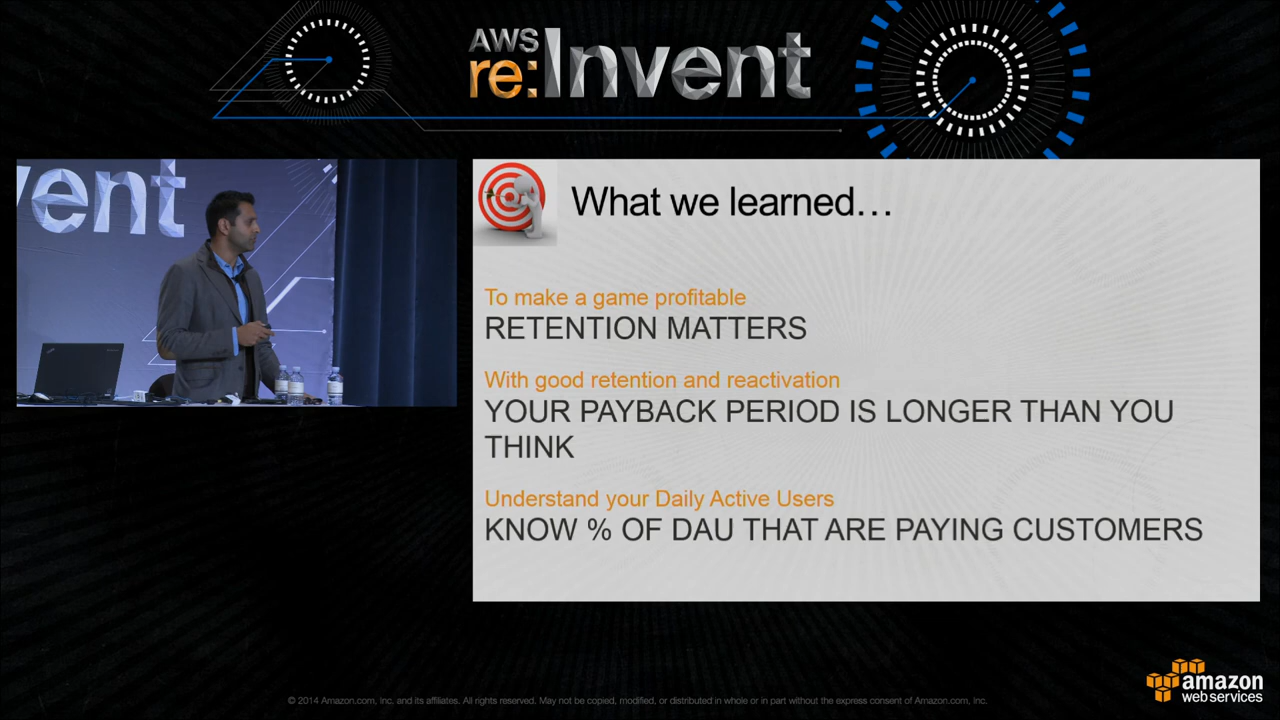 AWS
re:Invent
vent
What we learned…
To make a game profitable
RETENTION MATTERS
With good retention and reactivation
YOUR PAYBACK PERIOD IS LONGER THAN YOU
THINK
Understand your Daily Active Users
KNOW % OF DAU THAT ARE PAYING CUSTOMERS
amazon
web services
© 2014 Amazon.com, Inc. and its affiliates. All rights reserved. May not be copied, modified, or distributed in whole or in part without the express consent of Amazon.com, Inc.